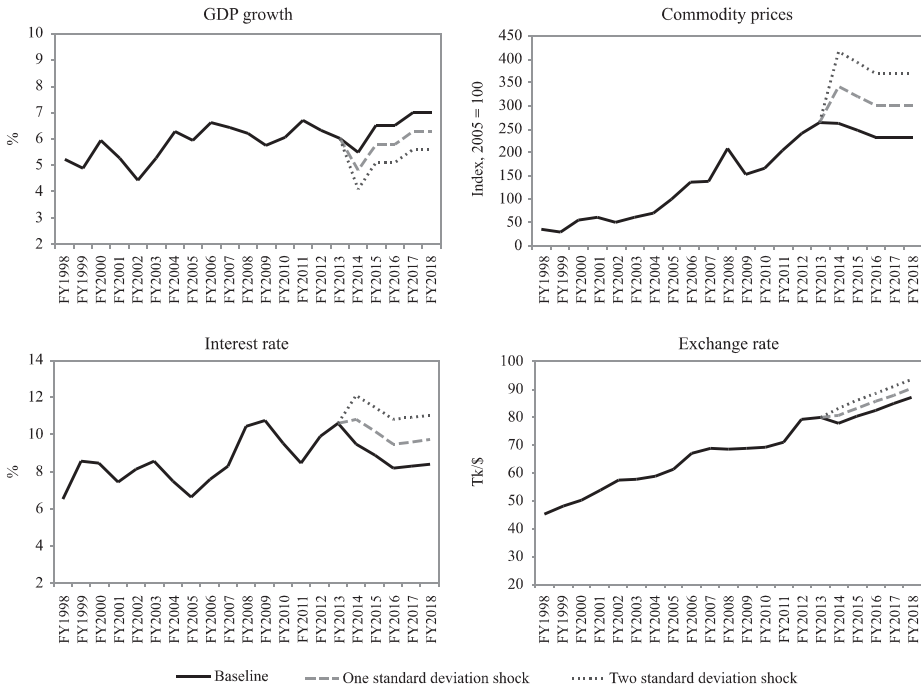 GDP growth
%
10
9
8
7
6
5
4
3
2
FY1998
FY1999
FY2000
FY2001
FY2002
FY2003
FY2004
FY2005
FY2006
FY2007
FY2008
FY2009
FY2010
FY2011
FY2012
FY2013
FY2014
FY2015
FY2016
FY2017
FY2018
Commodity prices
Index, 2005 = 100
450
400
350
300
250
200
150
100
50
0
FY1998
FY1999
FY2000
FY2001
FY2002
FY2003
FY2004
FY2005
FY2006
FY2007
FY2008
FY2009
FY2010
FY2011
FY2012
FY2013
FY2014
FY2015
FY2016
FY2017
FY2018
Interest rate
%
14
12
10
8
6
4
2
FY1998
FY1999
FY2000
FY2001
FY2002
FY2003
FY2004
FY2005
FY2006
FY2007
FY2008
FY2009
FY2010
FY2011
FY2012
FY2013
FY2014
FY2015
FY2016
FY2017
FY2018
Exchange rate
Tk/$
100
90
80
70
60
50
40
30
20
FY1998
FY1999
FY2000
FY2001
FY2002
FY2003
FY2004
FY2005
FY2006
FY2007
FY2008
FY2009
FY2010
FY2011
FY2012
FY2013
FY2014
FY2015
FY2016
FY2017
FY2018
Baseline
One standard deviation shock
Two standard deviation shock